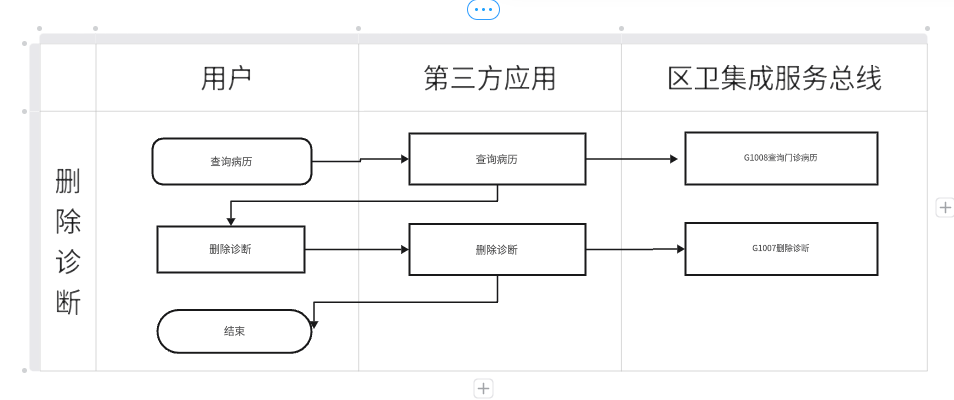 用户
第三方应用
区卫集成服务总线
删除诊断
查询病历
查询病历
G1008查询门诊病历
删除诊断
删除诊断
G1007删除诊断
结束